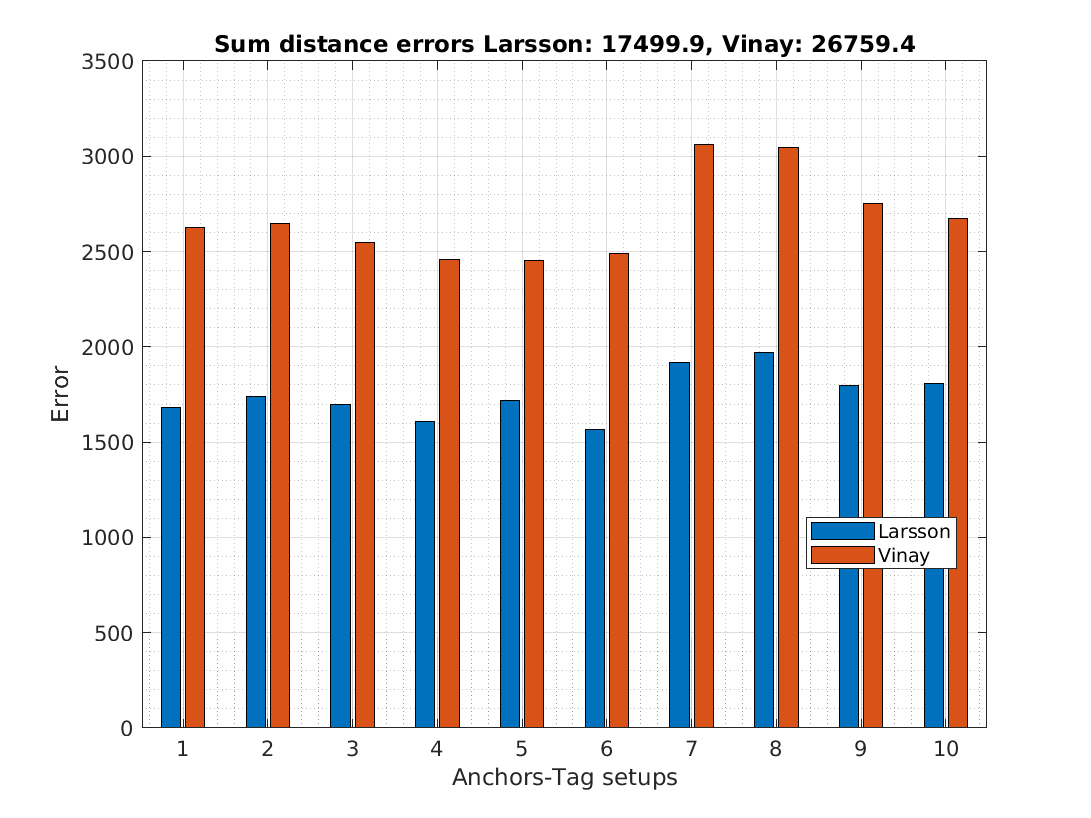 Sum distance errors Larsson: 17499.9, Vinay: 26759.4
3500
3000
2500
2000
1500
1000
500
0
Error
Larsson
Vinay
1 2 3 4 5 6 7 8 9 10
Anchors-Tag setups